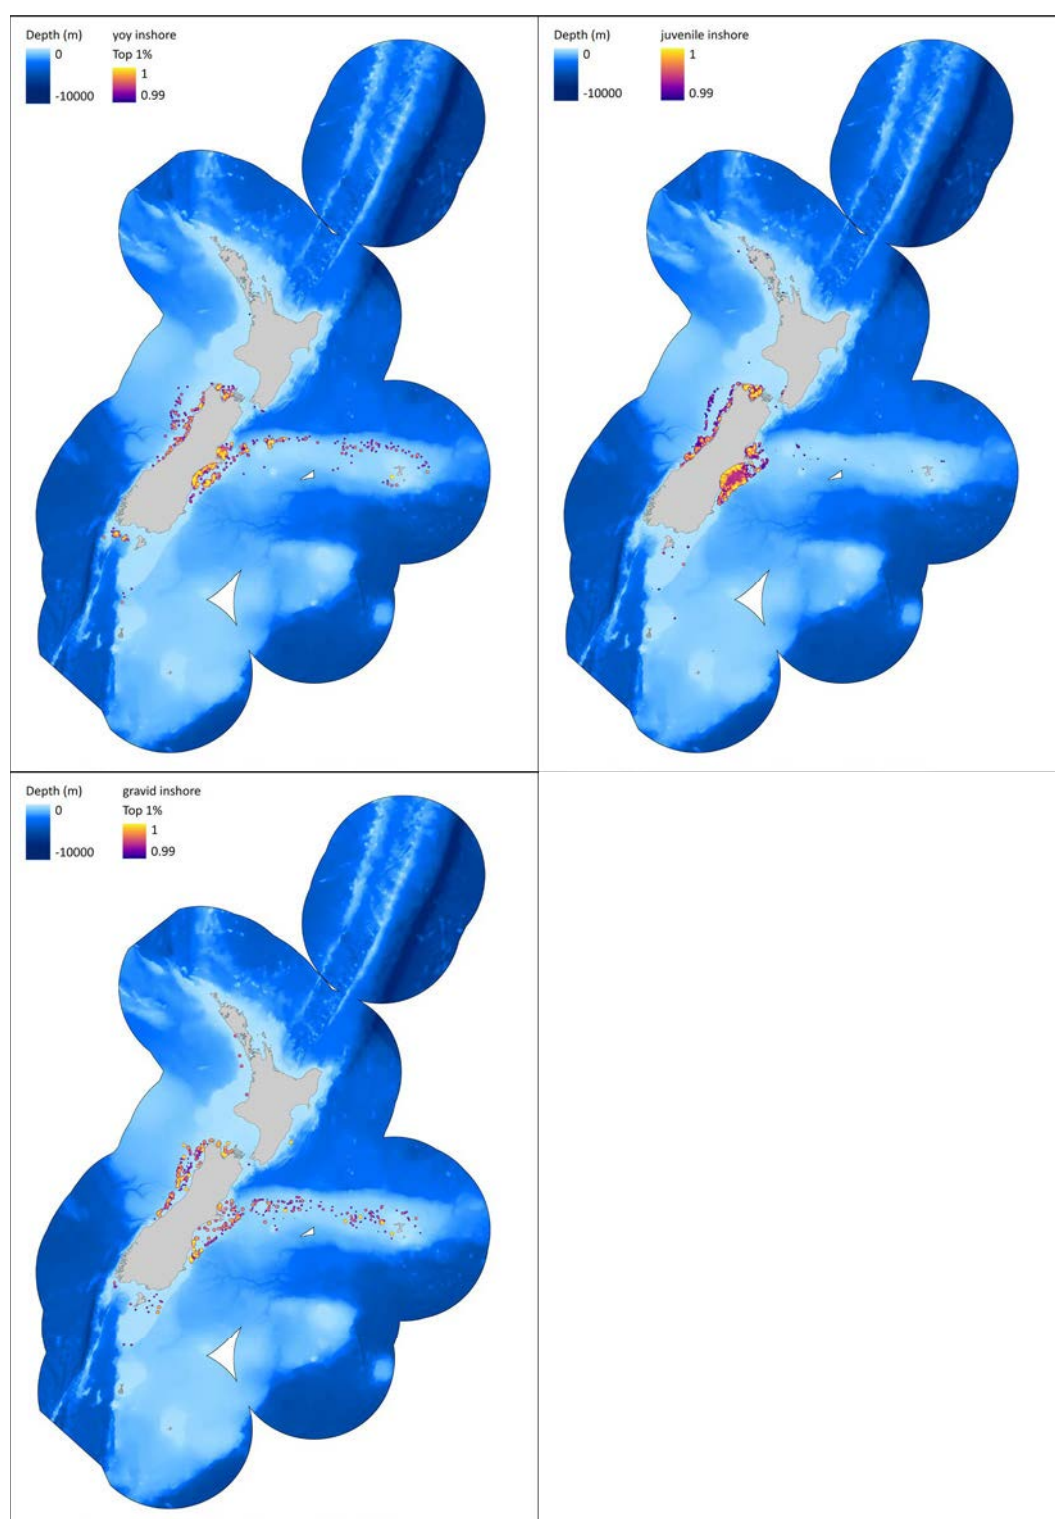 Depth (m) yoy inshore
0 Top 1%
1
-10000 0.99
Depth (m) juvenile inshore
0 1
-10000 0.99
Depth (m) gravid inshore
0 Top 1%
1
-10000 0.99